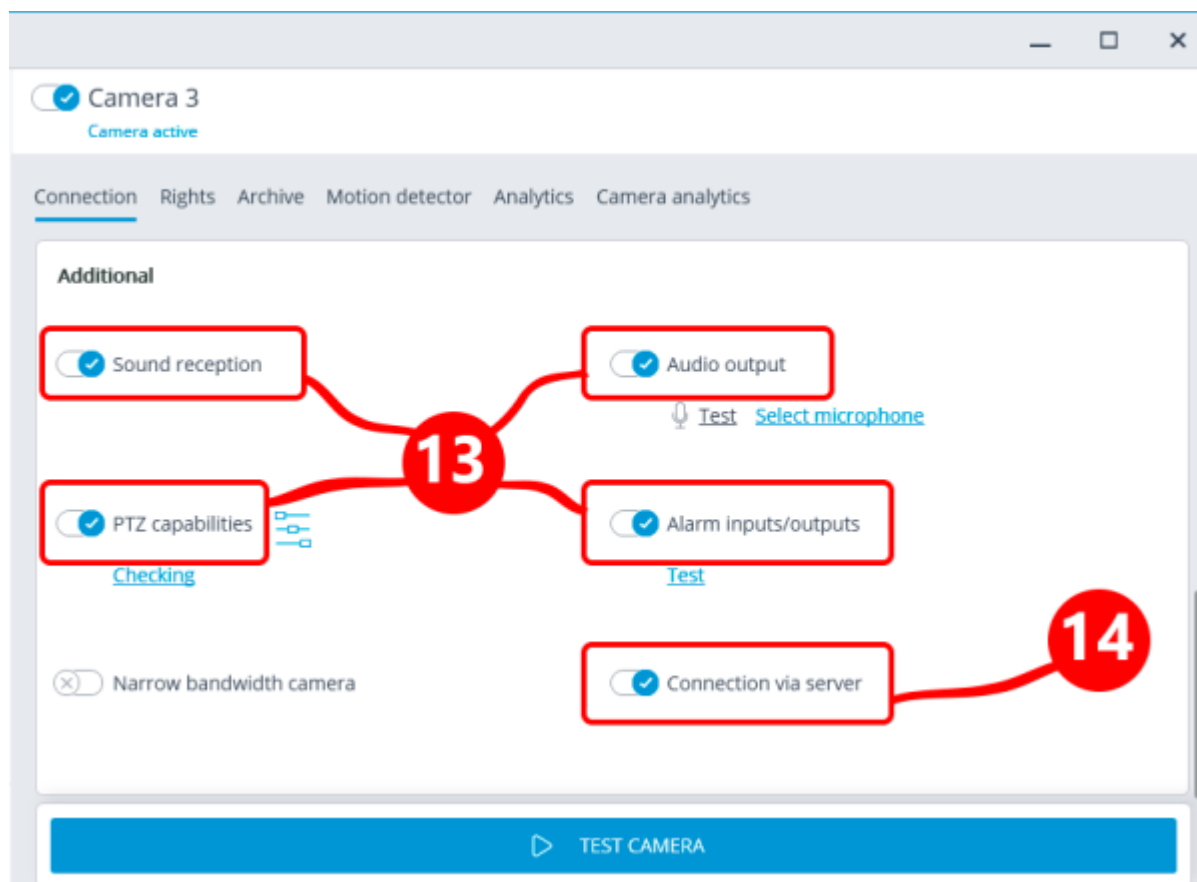 Camera 3
Camera active
Connection Rights Archive Motion detector Analytics Camera analytics
Additional
Sound reception
Audio output
Test Select microphone
13
PTZ capabilities
Alarm inputs/outputs
Checking
Test
14
Narrow bandwidth camera
Connection via server
TEST CAMERA